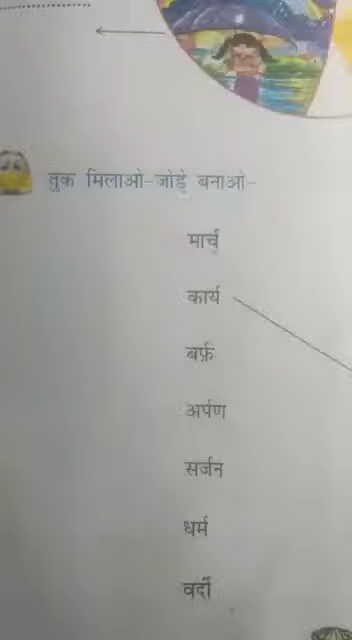 तुक मिलाओ-जोड़े बनाओ-
मार्च
कार्य
बर्फ़
अर्पण
सर्जन
धर्म
वर्दी